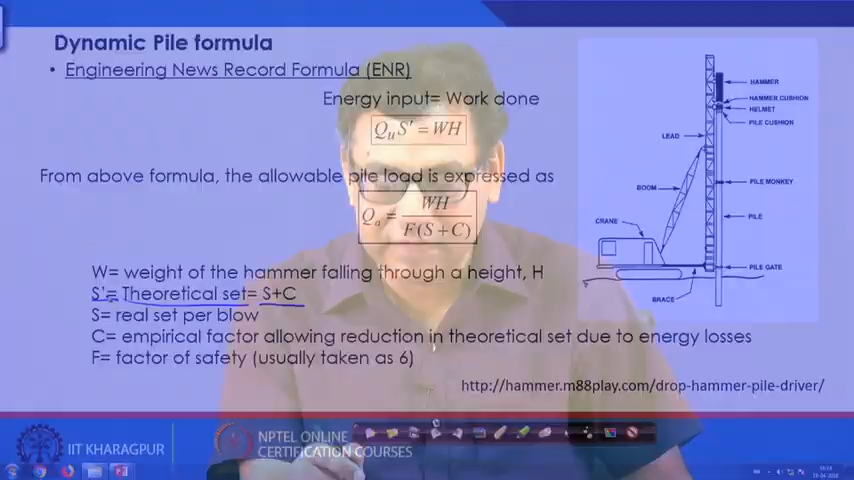 Dynamic Pile formula
• Engineering News Record Formula (ENR)
Energy input= Work done
Q_u S' = WH
From above formula, the allowable pile load is expressed as
Q_a = WH / F(S + C)
W= weight of the hammer falling through a height, H
S'= Theoretical set= S+C
S= real set per blow
C= empirical factor allowing reduction in theoretical set due to energy losses
F= factor of safety (usually taken as 6)
HAMMER
HAMMER CUSHION
HELMET
PILE CUSHION
LEAD
PILE MONKEY
BOOM
PILE
CRANE
PILE GATE
BRACE
http://hammer.m88play.com/drop-hammer-pile-driver/
IIT KHARAGPUR
NPTEL ONLINE
CERTIFICATION COURSES